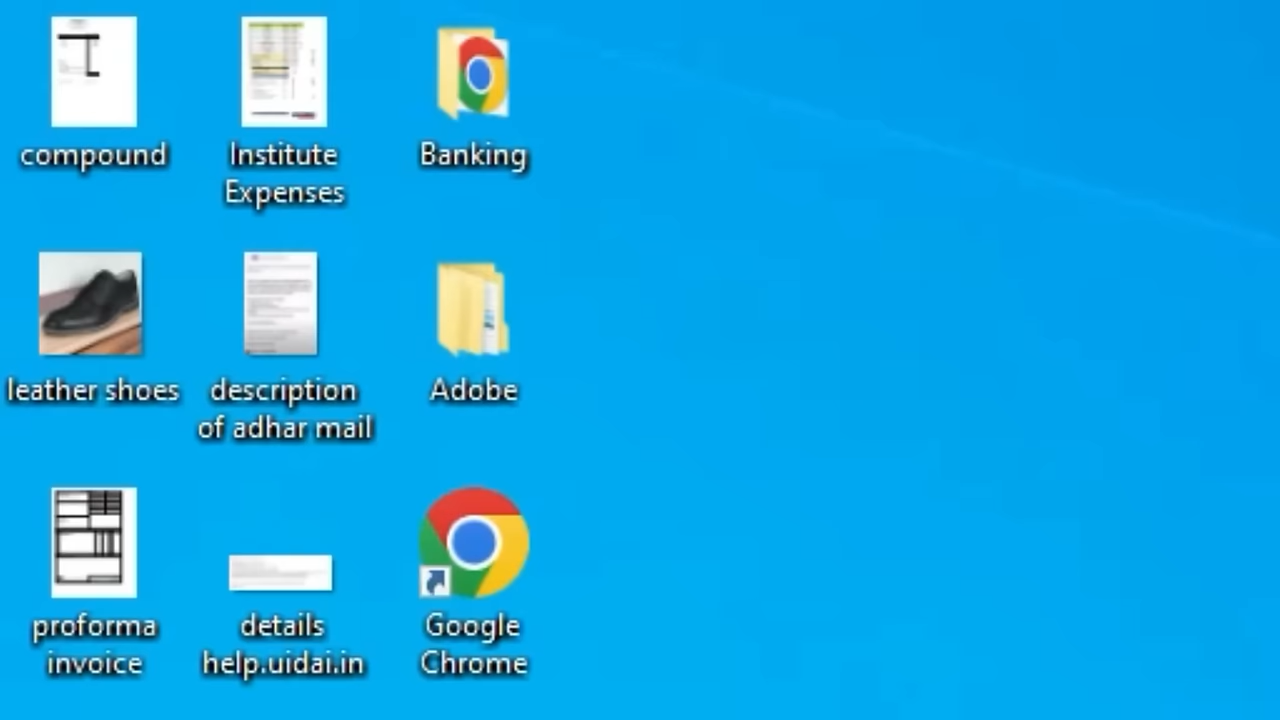 compound
Institute
Expenses
Banking
leather shoes
description
of adhar mail
Adobe
proforma
invoice
details
help.uidai.in
Google
Chrome